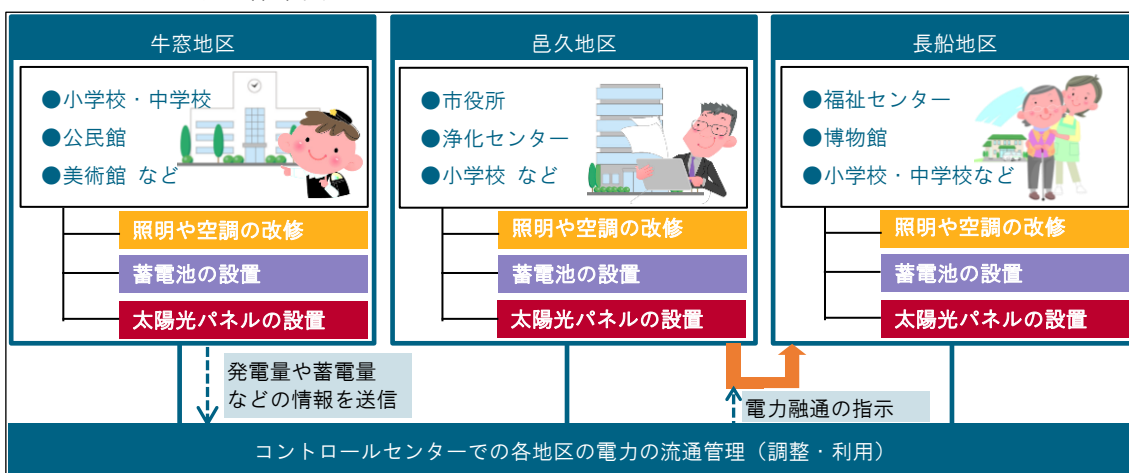 牛窓地区
●小学校・中学校
●公民館
●美術館 など
照明や空調の改修
蓄電池の設置
太陽光パネルの設置
邑久地区
●市役所
●浄化センター
●小学校 など
照明や空調の改修
蓄電池の設置
太陽光パネルの設置
長船地区
●福祉センター
●博物館
●小学校・中学校など
照明や空調の改修
蓄電池の設置
太陽光パネルの設置
発電量や蓄電量
などの情報を送信
電力融通の指示
コントロールセンターでの各地区の電力の流通管理（調整・利用）